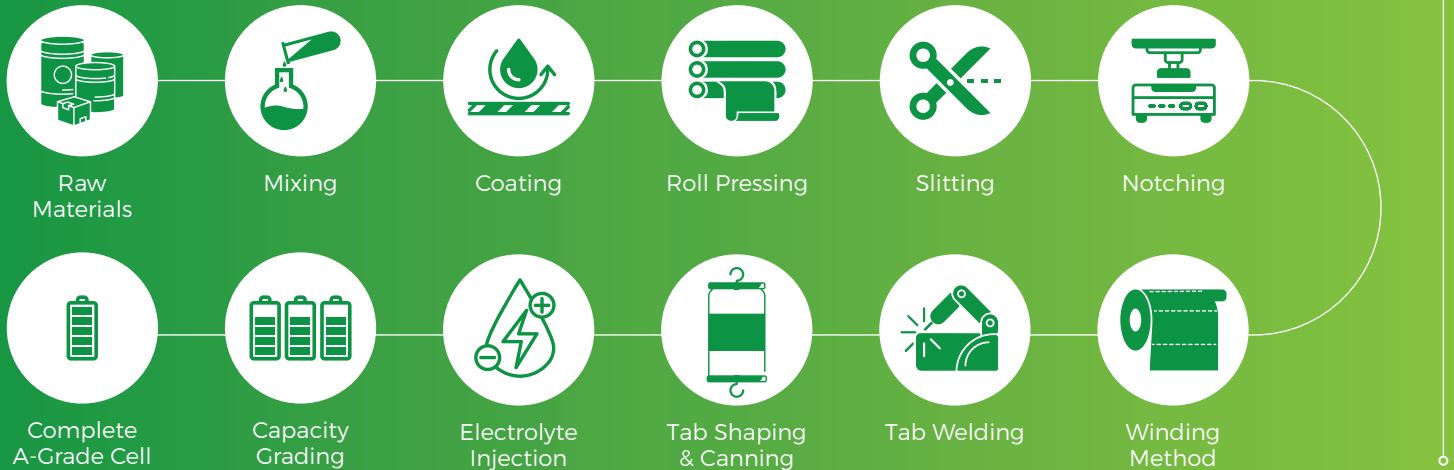 Raw
Materials
Mixing
Coating
Roll Pressing
Slitting
Notching
Complete
A-Grade Cell
Capacity
Grading
Electrolyte
Injection
Tab Shaping
& Canning
Tab Welding
Winding
Method